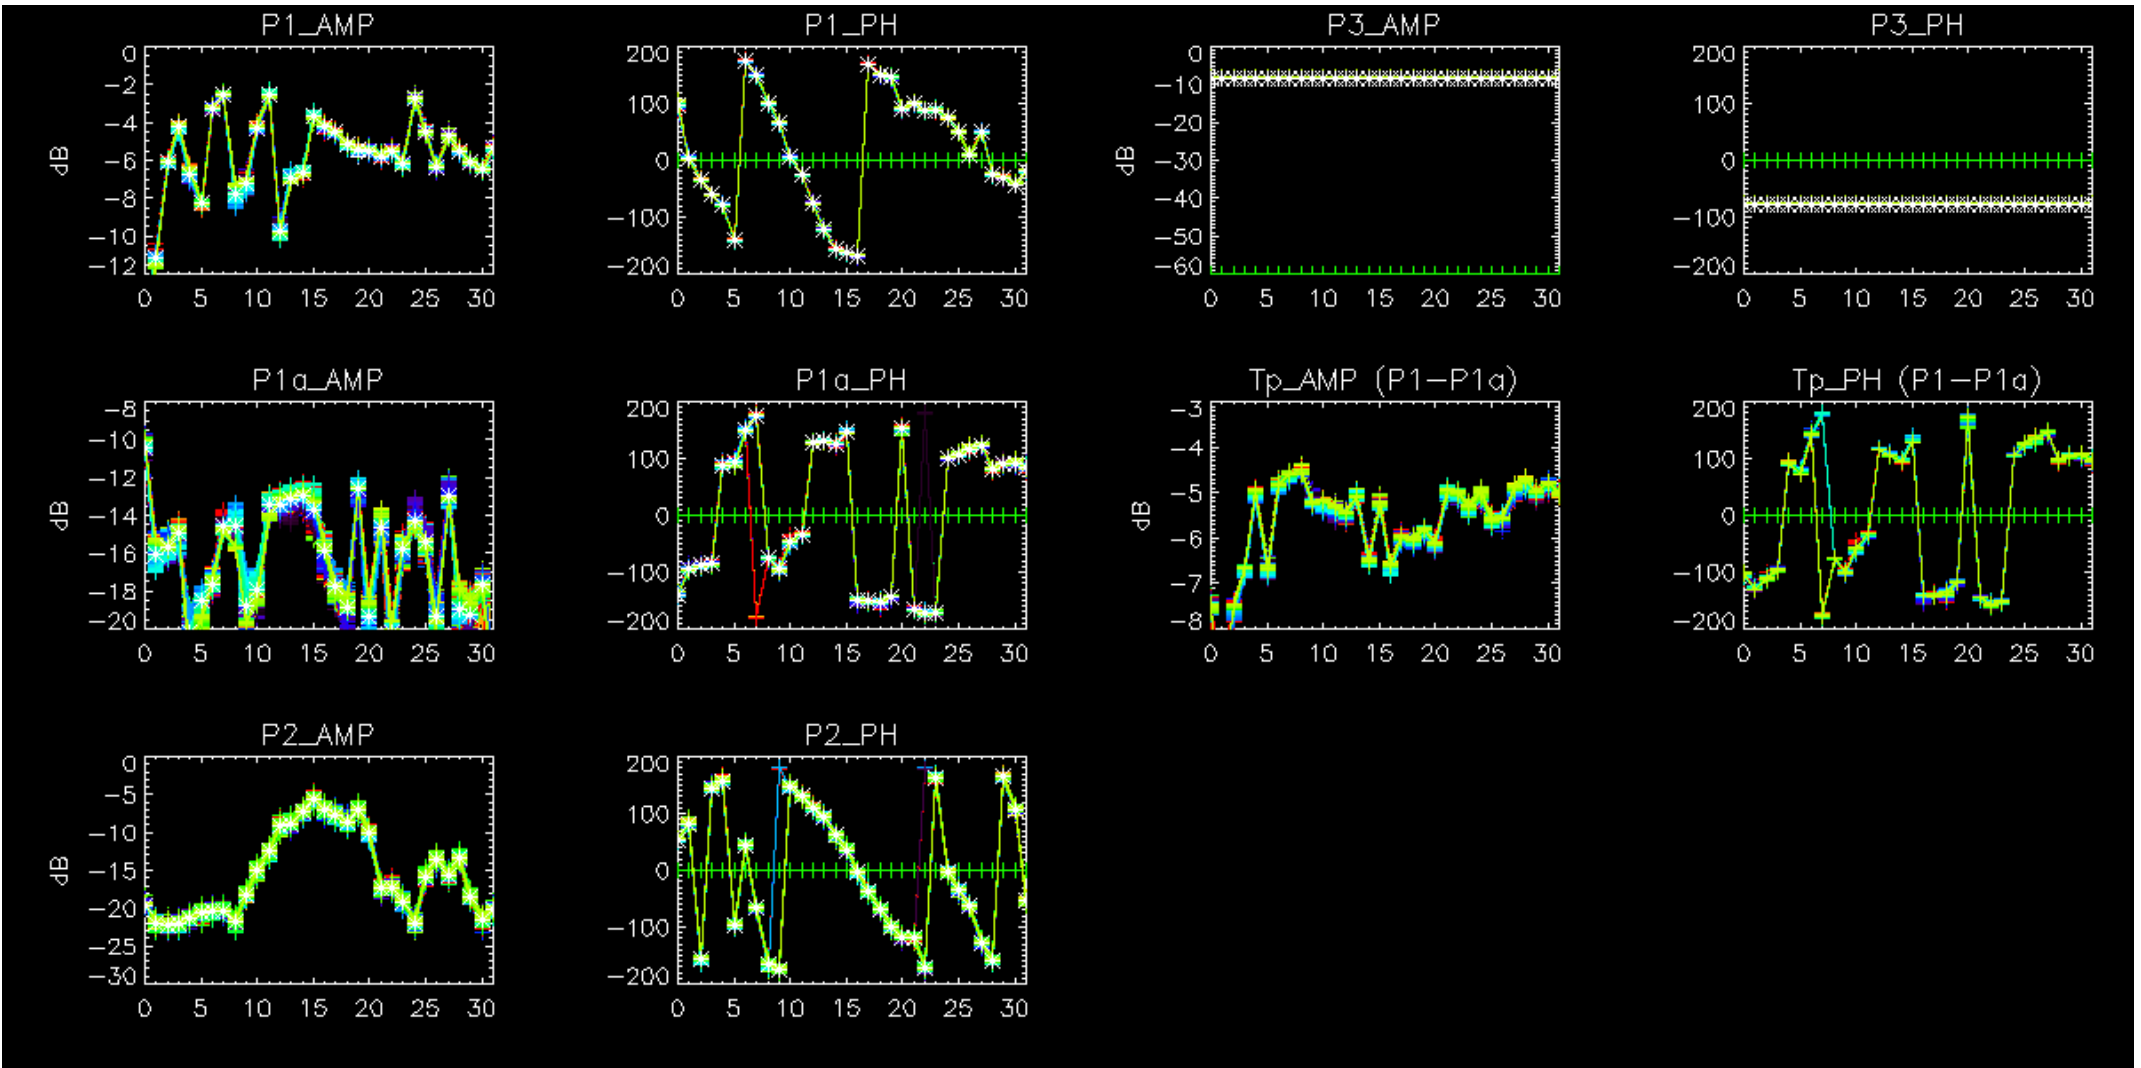 P1_AMP
dB
0
−2
−4
−6
−8
−10
−12
0 5 10 15 20 25 30
P1_PH
200
100
0
−100
−200
0 5 10 15 20 25 30
P3_AMP
dB
0
−10
−20
−30
−40
−50
−60
0 5 10 15 20 25 30
P3_PH
200
100
0
−100
−200
0 5 10 15 20 25 30
P1a_AMP
dB
−8
−10
−12
−14
−16
−18
−20
0 5 10 15 20 25 30
P1a_PH
200
100
0
−100
−200
0 5 10 15 20 25 30
Tp_AMP (P1−P1a)
dB
−3
−4
−5
−6
−7
−8
0 5 10 15 20 25 30
Tp_PH (P1−P1a)
200
100
0
−100
−200
0 5 10 15 20 25 30
P2_AMP
dB
0
−5
−10
−15
−20
−25
−30
0 5 10 15 20 25 30
P2_PH
200
100
0
−100
−200
0 5 10 15 20 25 30